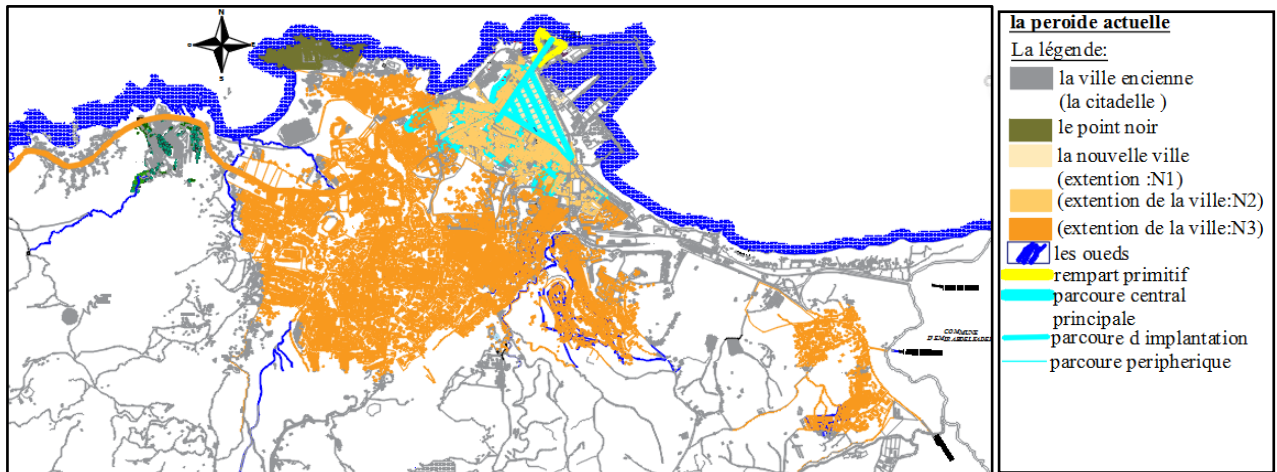 N
S
COMMUNE
la peroide actuelle
La légende:
la ville encienne
(la citadelle )
le point noir
la nouvelle ville
(extention :N1)
(extention de la ville:N2)
(extention de la ville:N3)
les oueds
rempart primitif
parcoure central
principale
parcoure d implantation
parcoure peripherique